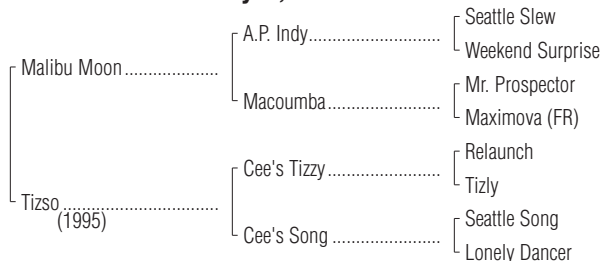 Seattle Slew
A.P. Indy
Weekend Surprise
Malibu Moon
Mr. Prospector
Macoumba
Maximova (FR)
Relaunch
Cee's Tizzy
Tizly
Tizso
(1995)
Seattle Song
Cee's Song
Lonely Dancer